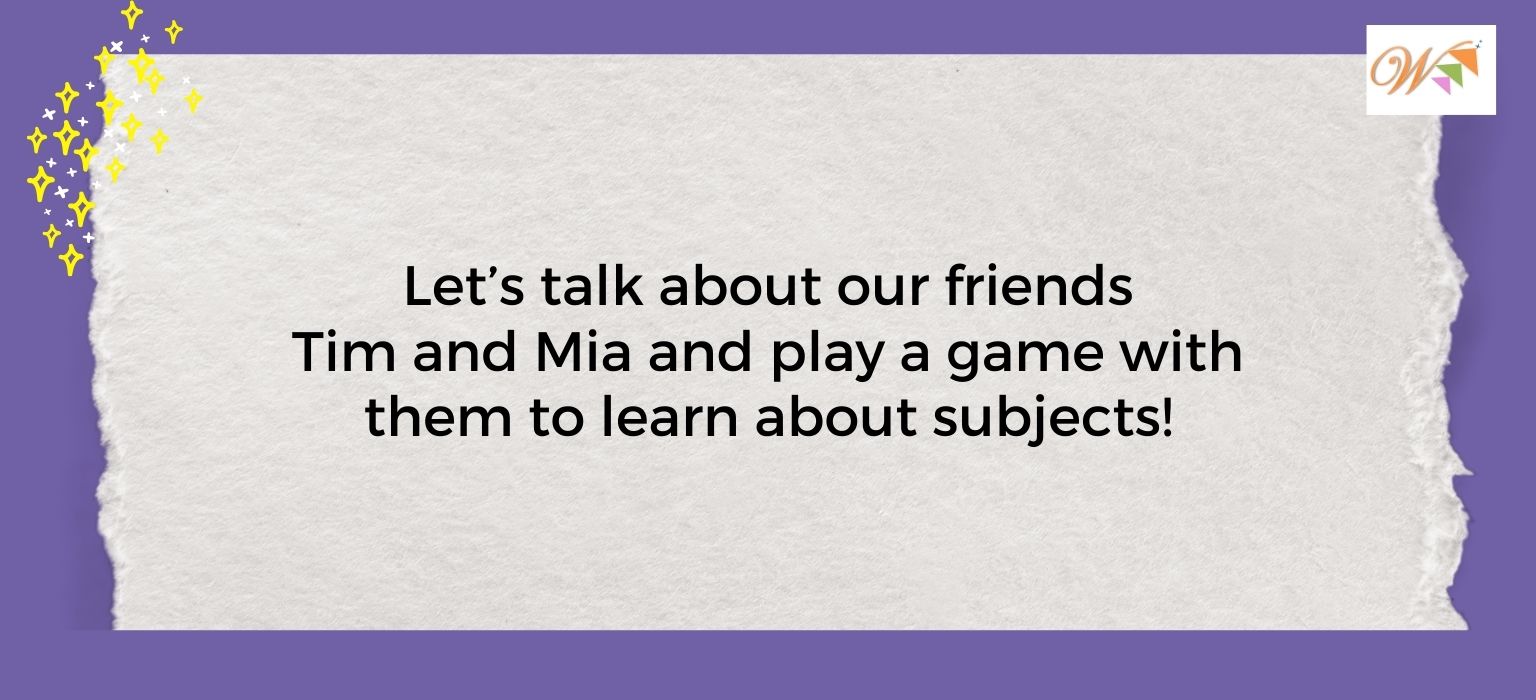 W
Let’s talk about our friends
Tim and Mia and play a game with
them to learn about subjects!